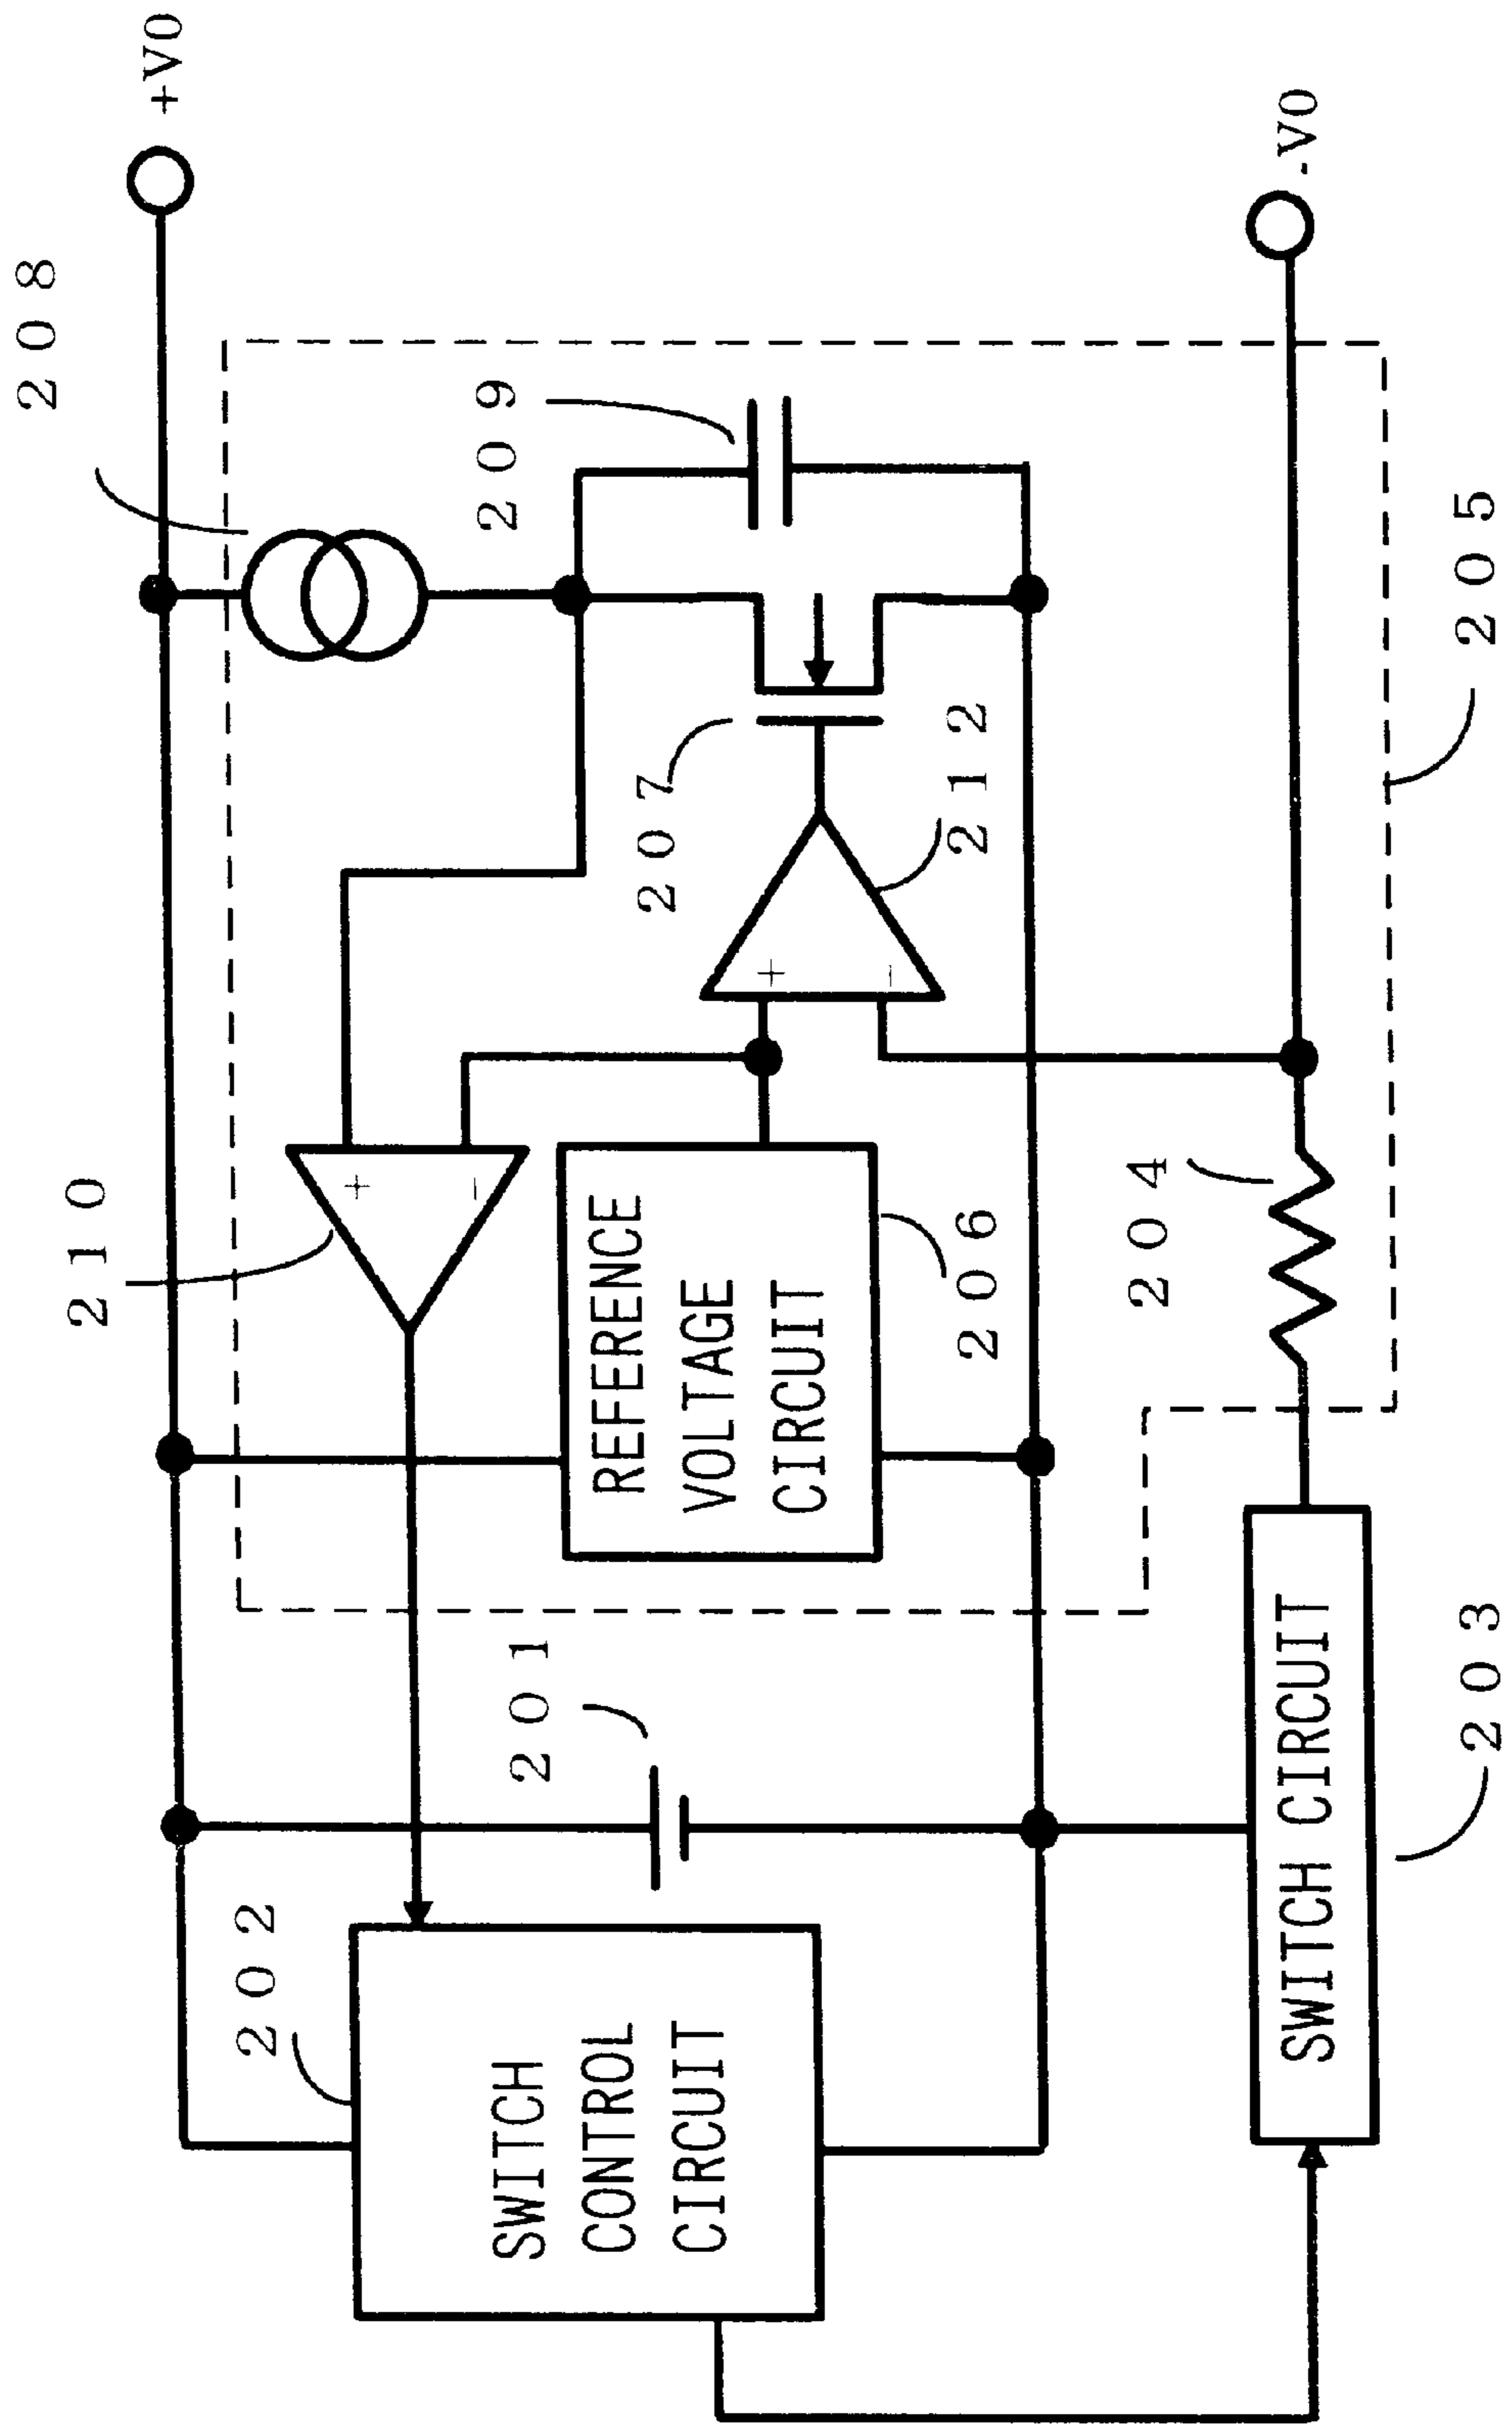 208
+V0
210
209
202
207
201
SWITCH
CONTROL
CIRCUIT
REFERENCE
VOLTAGE
CIRCUIT
+
-
+
-
212
206
204
-V0
SWITCH CIRCUIT
203
205